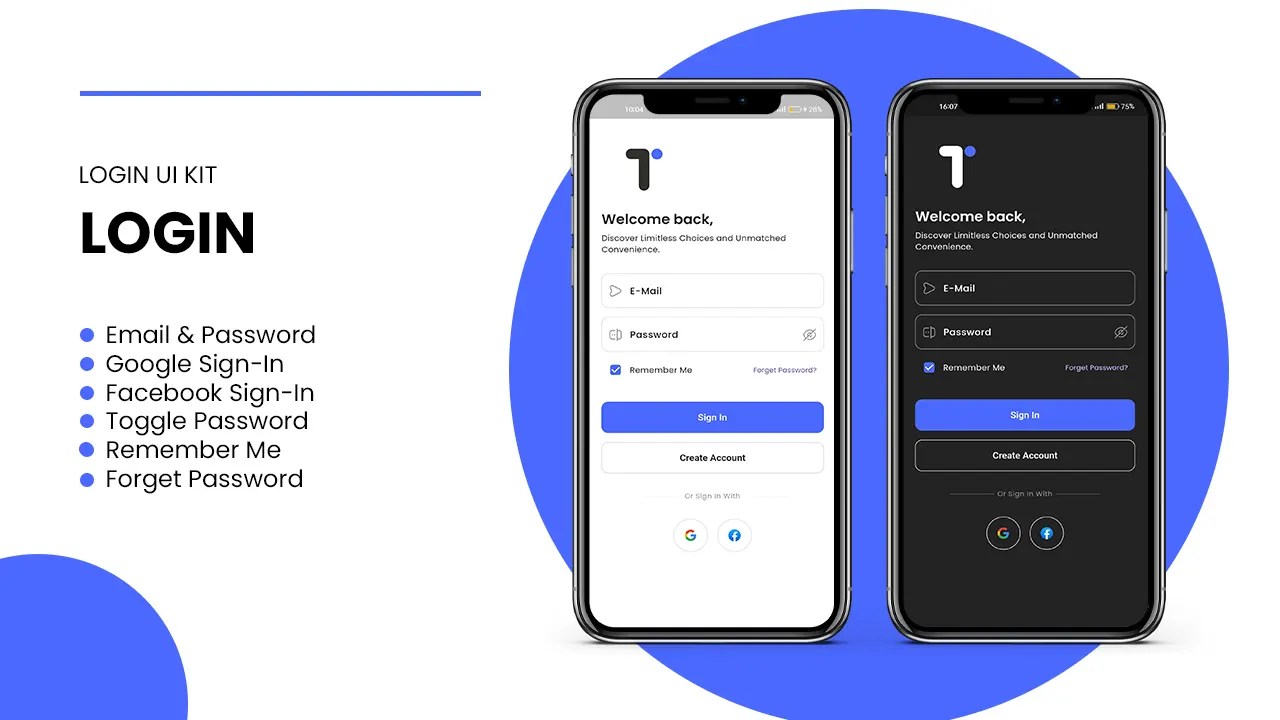 LOGIN UI KIT
LOGIN
Email & Password
Google Sign-In
Facebook Sign-In
Toggle Password
Remember Me
Forget Password
10:04
28%
Welcome back,
Discover Limitless Choices and Unmatched
Convenience.
E-Mail
Password
Remember Me
Forget Password?
Sign In
Create Account
Or Sign In With
16:07
75%
Welcome back,
Discover Limitless Choices and Unmatched
Convenience.
E-Mail
Password
Remember Me
Forget Password?
Sign In
Create Account
Or Sign In With